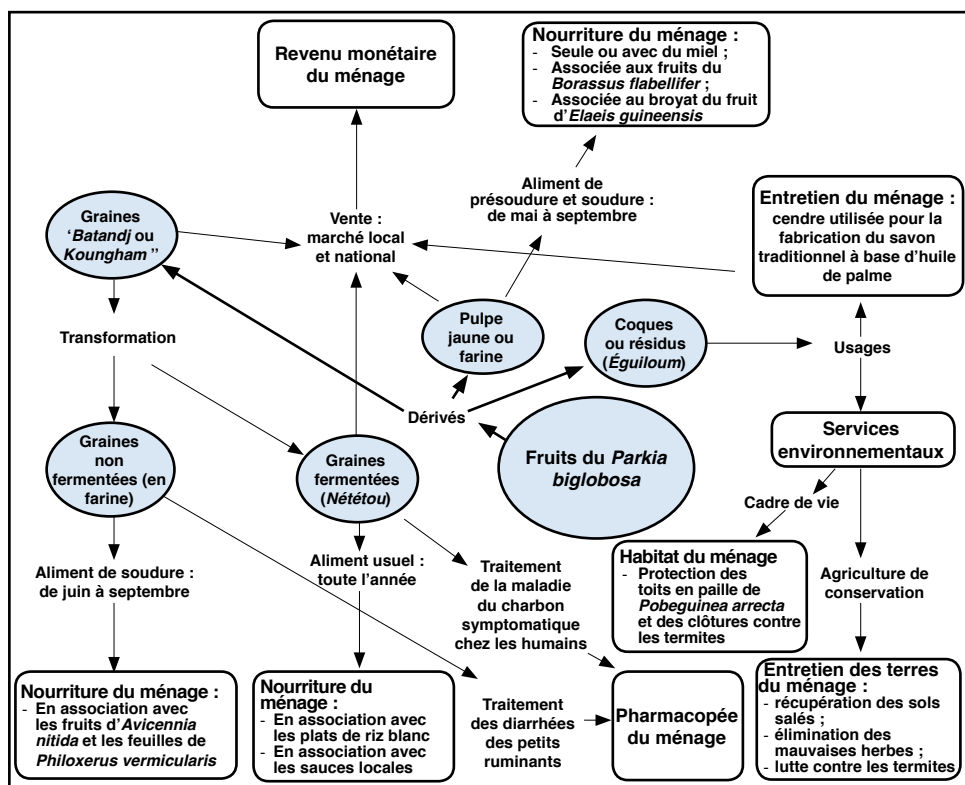 Revenu monétaire
du ménage
Nourriture du ménage :
- Seule ou avec du miel ;
- Associée aux fruits du
Borassus flabellifer ;
- Associée au broyat du fruit
d'Elaeis guineensis
Graines
‘Batandj ou
Koungham ”
Vente :
marché local
et national
Aliment de
présoudure et soudure :
de mai à septembre
Entretien du ménage :
cendre utilisée pour la
fabrication du savon
traditionnel à base d’huile
de palme
Transformation
Pulpe
jaune ou
farine
Coques
ou résidus
(Éguiloum)
Usages
Dérivés
Graines
non
fermentées (en
farine)
Graines
fermentées
(Nététou)
Fruits du Parkia
biglobosa
Services
environnementaux
Cadre de vie
Aliment de soudure :
de juin à septembre
Aliment usuel :
toute l’année
Traitement
de la maladie
du charbon
symptomatique
chez les humains
Habitat du ménage
- Protection des
toits en paille de
Pobeguinea arrecta
et des clôtures contre
les termites
Agriculture de
conservation
Nourriture du ménage :
- En association avec
les fruits d’Avicennia
nitida et les feuilles de
Philoxerus vermicularis
Nourriture du
ménage :
- En association avec
les plats de riz blanc
- En association avec
les sauces locales
Traitement
des diarrhées
des petits
ruminants
Pharmacopée
du ménage
Entretien des terres
du ménage :
- récupération des sols
salés ;
- élimination des
mauvaises herbes ;
- lutte contre les termites